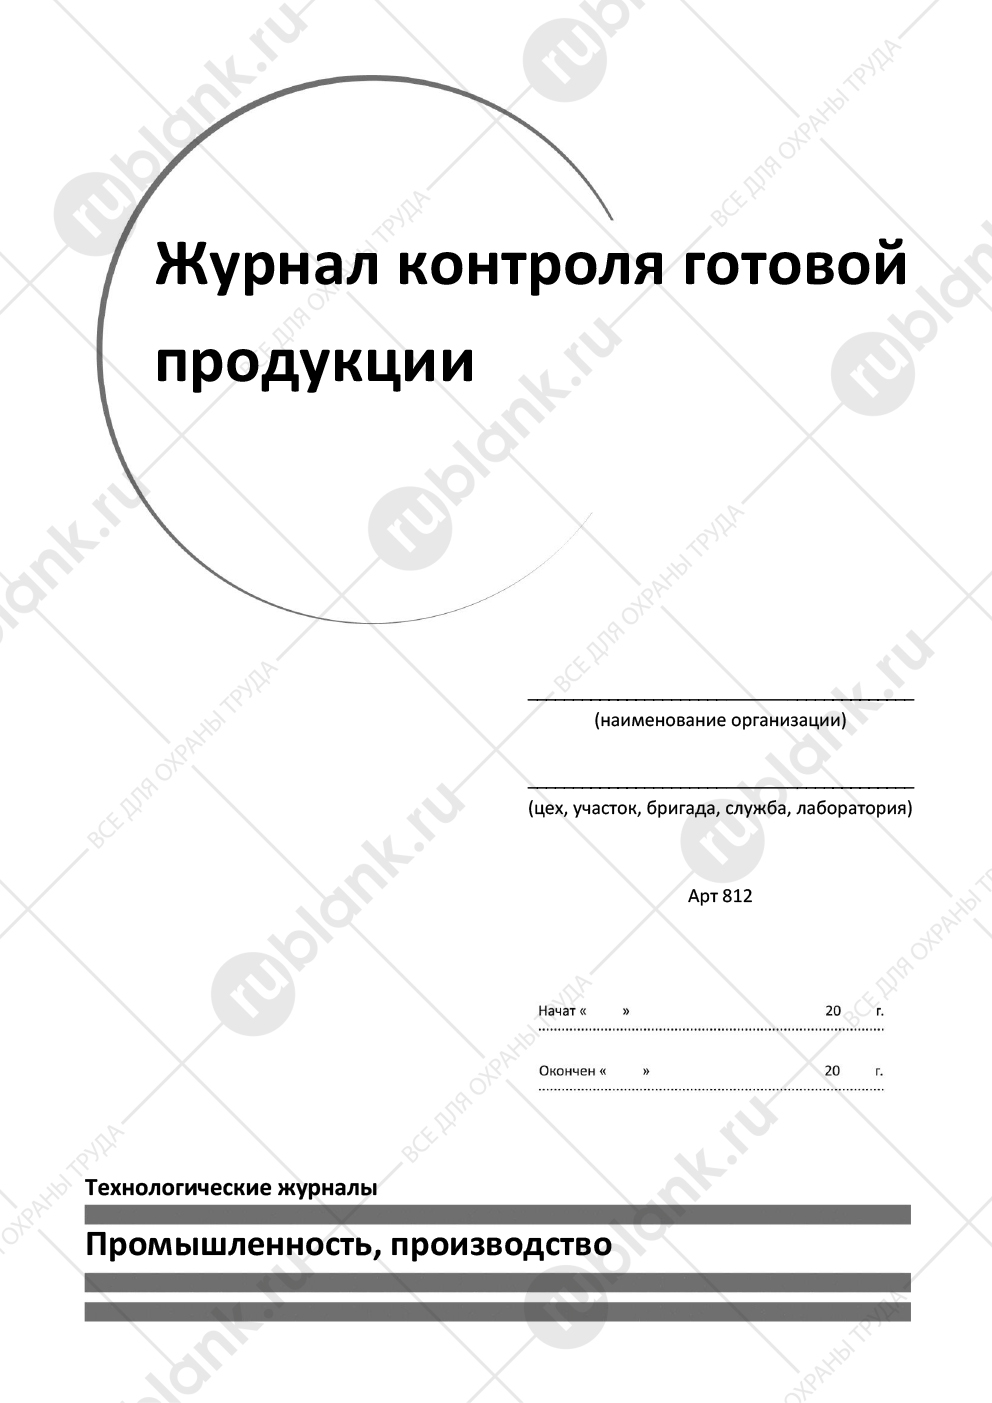 Журнал контроля готовой
продукции
(наименование организации)
(цех, участок, бригада, служба, лаборатория)
Арт 812
Начат « » 20 г.
Окончен « » 20 г.
Технологические журналы
Промышленность, производство
rublank.ru
ВСЕ ДЛЯ ОХРАНЫ ТРУДА